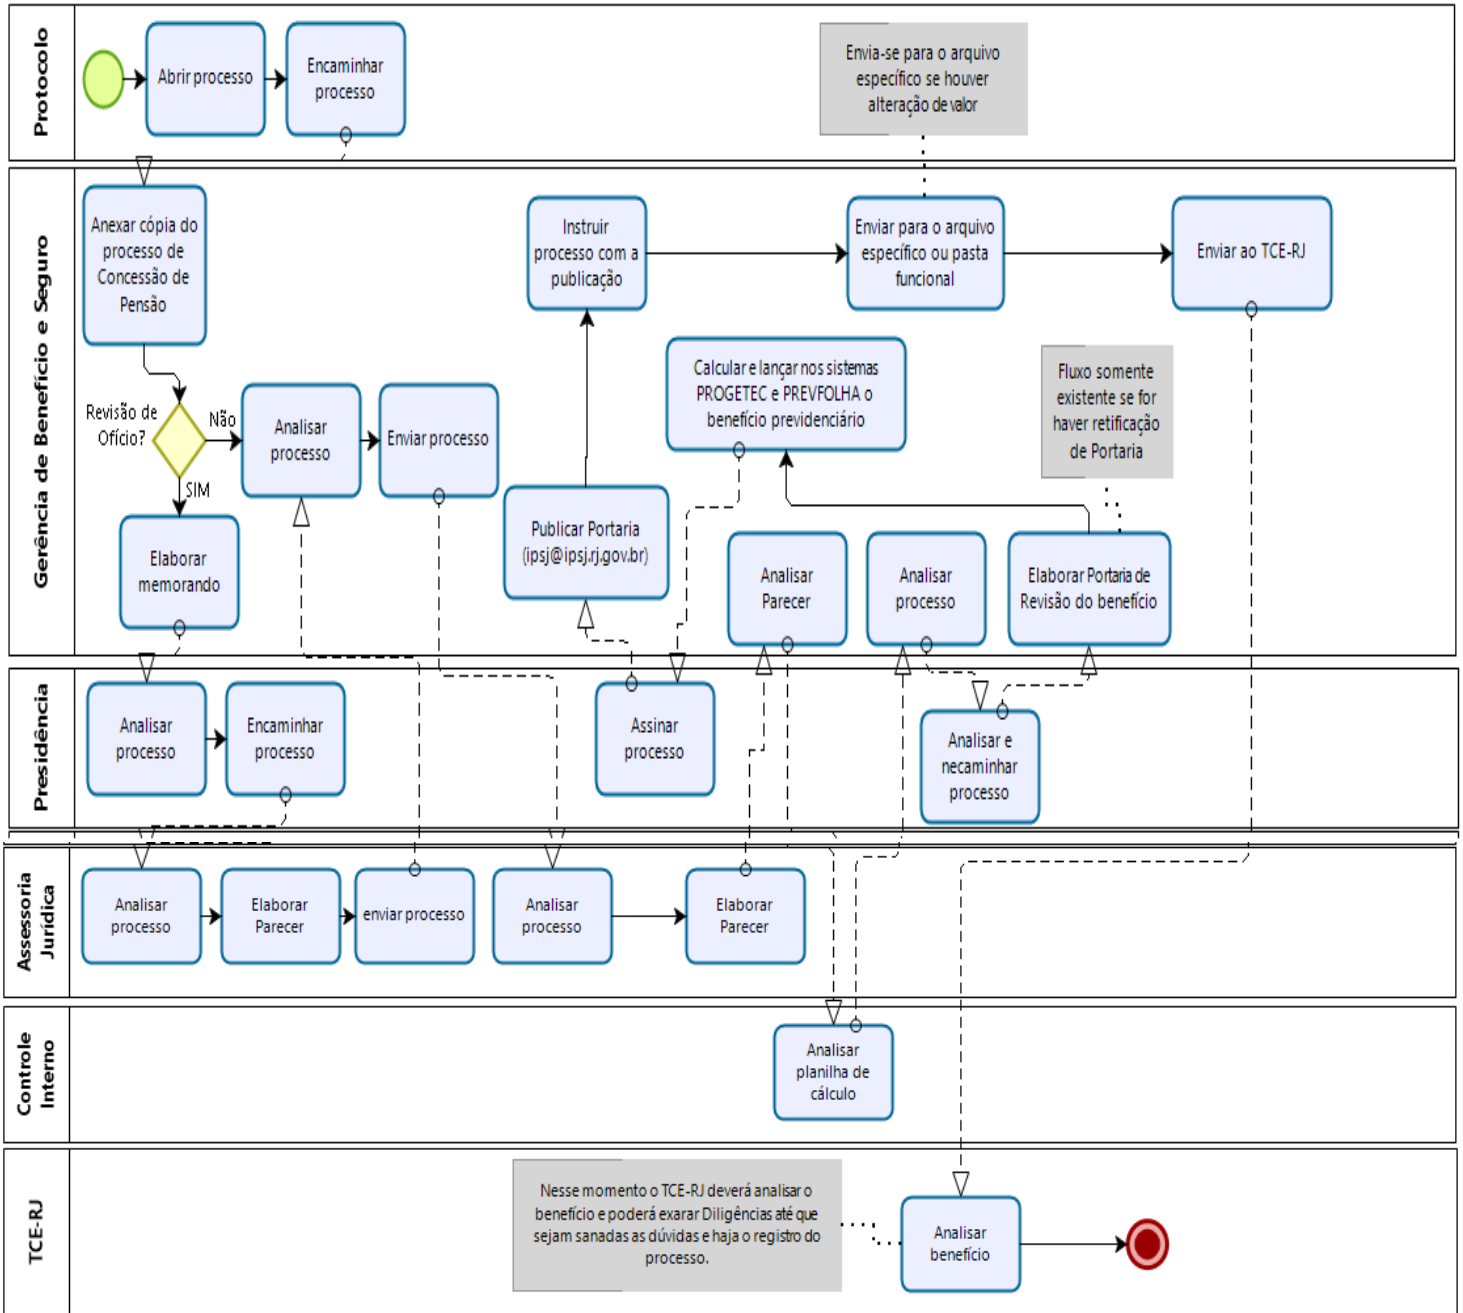 Protocolo
Abrir processo
Encaminhar
processo
Envia-se para o arquivo
específico se houver
alteração de valor
Gerência de Benefício e Seguro
Anexar cópia do
processo de
Concessão de
Pensão
Revisão de
Ofício?
Não
SIM
Analisar
processo
Enviar processo
Elaborar
memorando
Instruir
processo com a
publicação
Enviar para o arquivo
específico ou pasta
funcional
Enviar ao TCE-RJ
Calcular e lançar nos sistemas
PROGETEC e PREVFOLHA o
benefício previdenciário
Fluxo somente
existente se for
haver retificação
de Portaria
Publicar Portaria
(ipsj@ipsj.rj.gov.br)
Analisar
Parecer
Analisar
processo
Elaborar Portaria de
Revisão do benefício
Presidência
Analisar
processo
Encaminhar
processo
Assinar
processo
Analisar e
necaminhar
processo
Assessoria
Jurídica
Analisar
processo
Elaborar
Parecer
enviar processo
Analisar
processo
Elaborar
Parecer
Controle
Interno
Analisar
planilha de
cálculo
TCE-RJ
Nesse momento o TCE-RJ deverá analisar o
benefício e poderá exarar Diligências até que
sejam sanadas as dúvidas e haja o registro do
processo.
Analisar
benefício